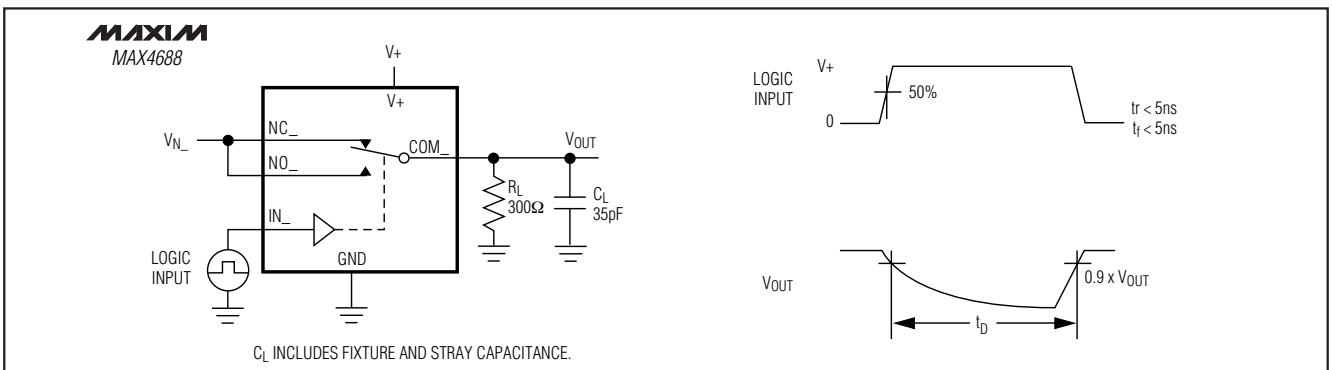 MAXIM
MAX4688
V+
V+
V_N_
NC_
NO_
COM_
V_OUT
IN_
R_L
300Ω
C_L
35pF
LOGIC
INPUT
GND
C_L INCLUDES FIXTURE AND STRAY CAPACITANCE.
LOGIC
INPUT
V+
50%
0
tr < 5ns
t_f < 5ns
V_OUT
0.9 x V_OUT
t_D